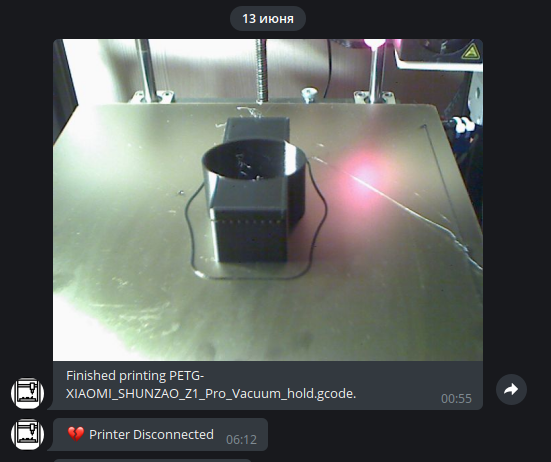 13 июня
Finished printing PETG-
XIAOMI_SHUNZAO_Z1_Pro_Vacuum_hold.gcode.
00:55
💔 Printer Disconnected 06:12